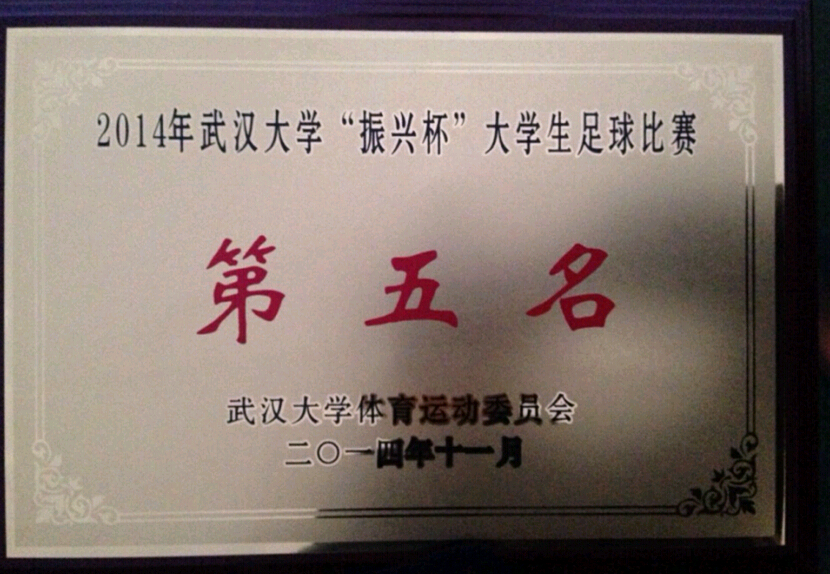 2014年武汉大学“振兴杯”大学生足球比赛
第五名
武汉大学体育运动委员会
二〇一四年十一月